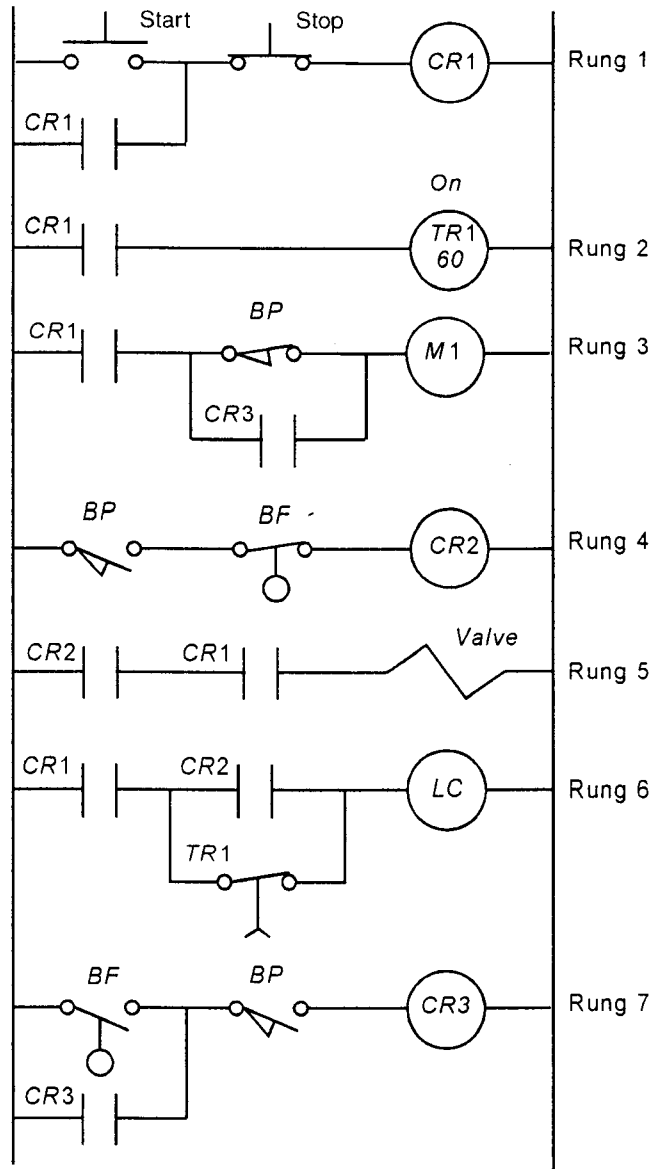 Start
Stop
CR1
Rung 1
CR1
On
CR1
TR1
60
Rung 2
CR1
BP
M1
Rung 3
CR3
BP
BF
CR2
Rung 4
CR2
CR1
Valve
Rung 5
CR1
CR2
LC
Rung 6
TR1
BF
BP
CR3
Rung 7
CR3